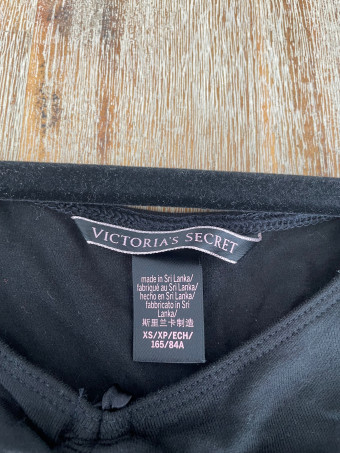 VICTORIA'S SECRET
made in Sri Lanka/
fabriqué au Sri Lanka/
hecho en Sri Lanka/
fabbricato in Sri Lanka/
斯里兰卡制造
XS/XP/ECH/
165/84A